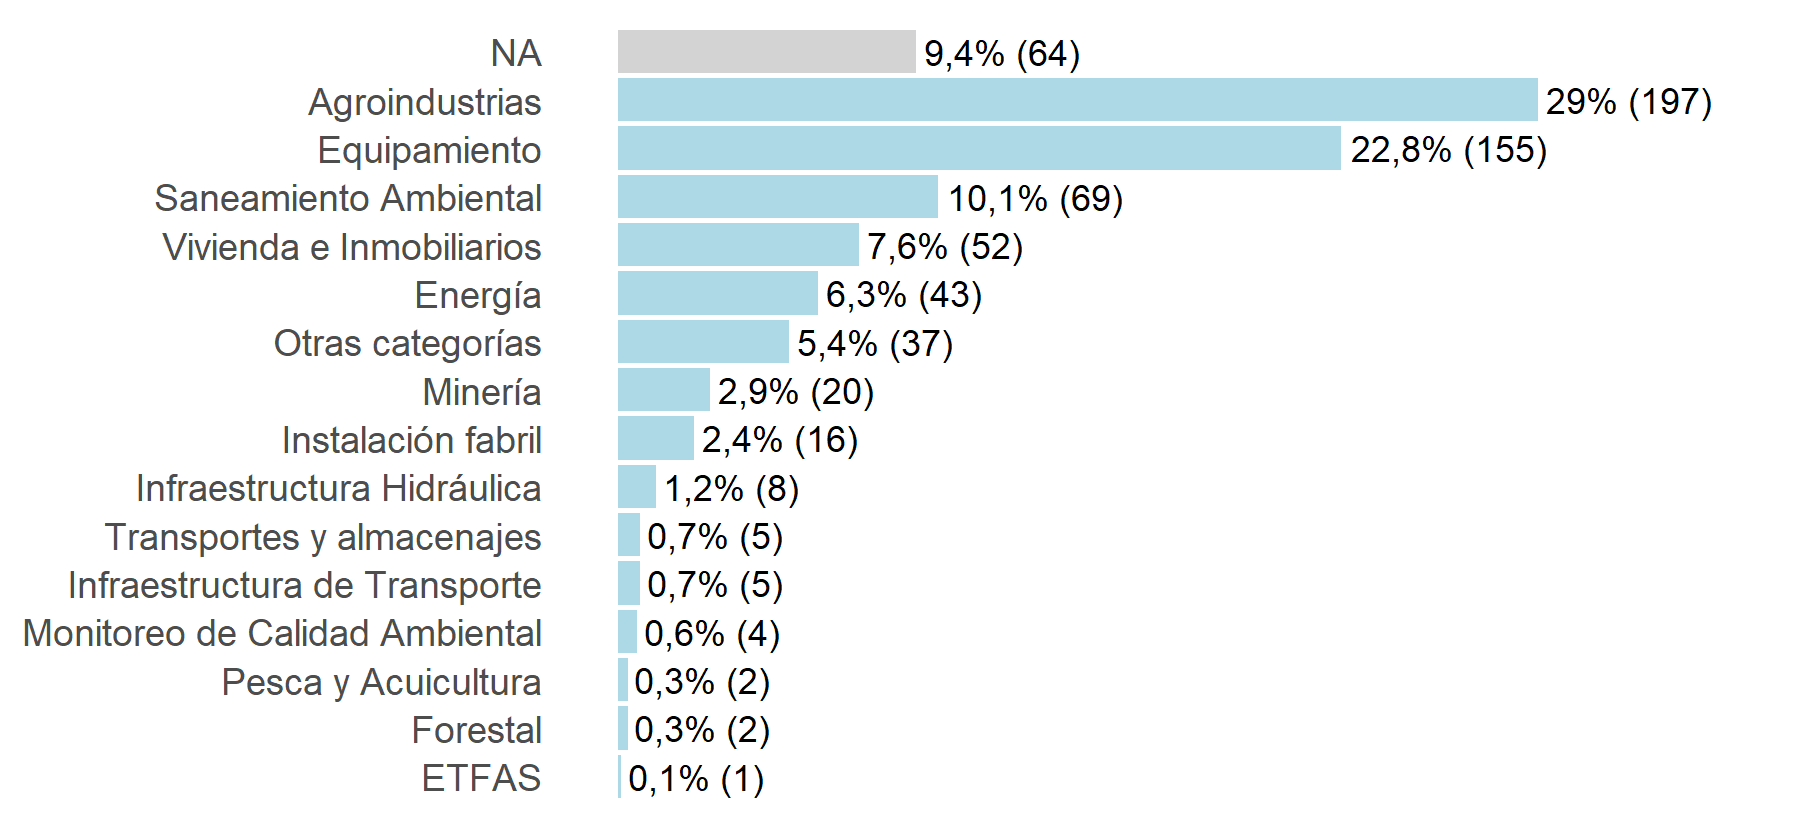 NA 9,4% (64)
Agroindustrias 29% (197)
Equipamiento 22,8% (155)
Saneamiento Ambiental 10,1% (69)
Vivienda e Inmobiliarios 7,6% (52)
Energía 6,3% (43)
Otras categorías 5,4% (37)
Minería 2,9% (20)
Instalación fabril 2,4% (16)
Infraestructura Hidráulica 1,2% (8)
Transportes y almacenajes 0,7% (5)
Infraestructura de Transporte 0,7% (5)
Monitoreo de Calidad Ambiental 0,6% (4)
Pesca y Acuicultura 0,3% (2)
Forestal 0,3% (2)
ETFAS 0,1% (1)